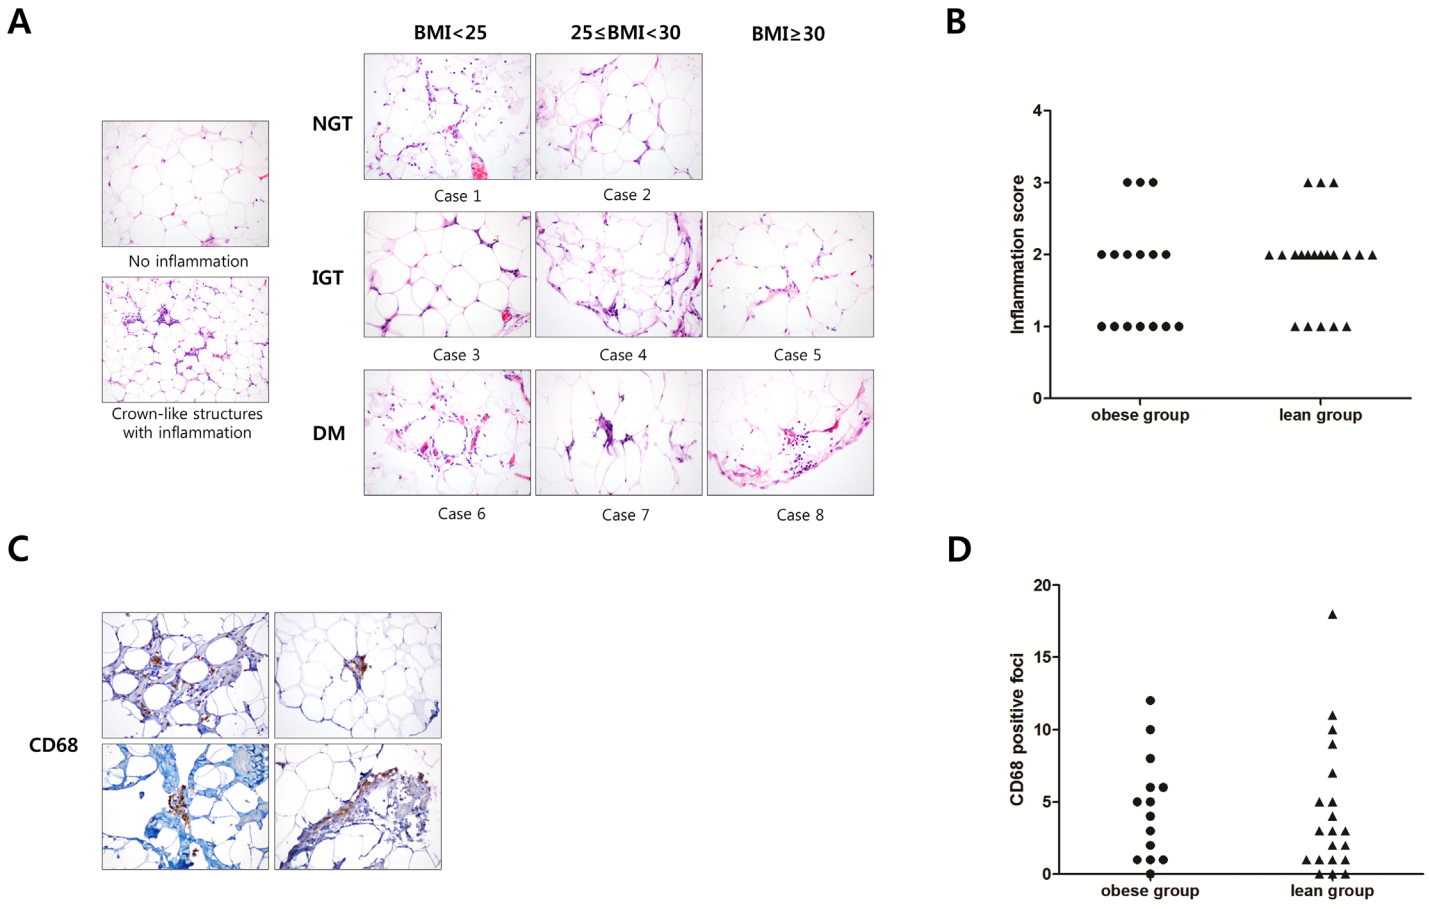 A
BMI<25
25≤BMI<30
BMI≥30
NGT
Case 1
Case 2
No inflammation
IGT
Case 3
Case 4
Case 5
Crown-like structures
with inflammation
DM
Case 6
Case 7
Case 8
B
Inflammation score
4
3
2
1
0
obese group
lean group
C
CD68
D
CD68 positive foci
20
15
10
5
0
obese group
lean group